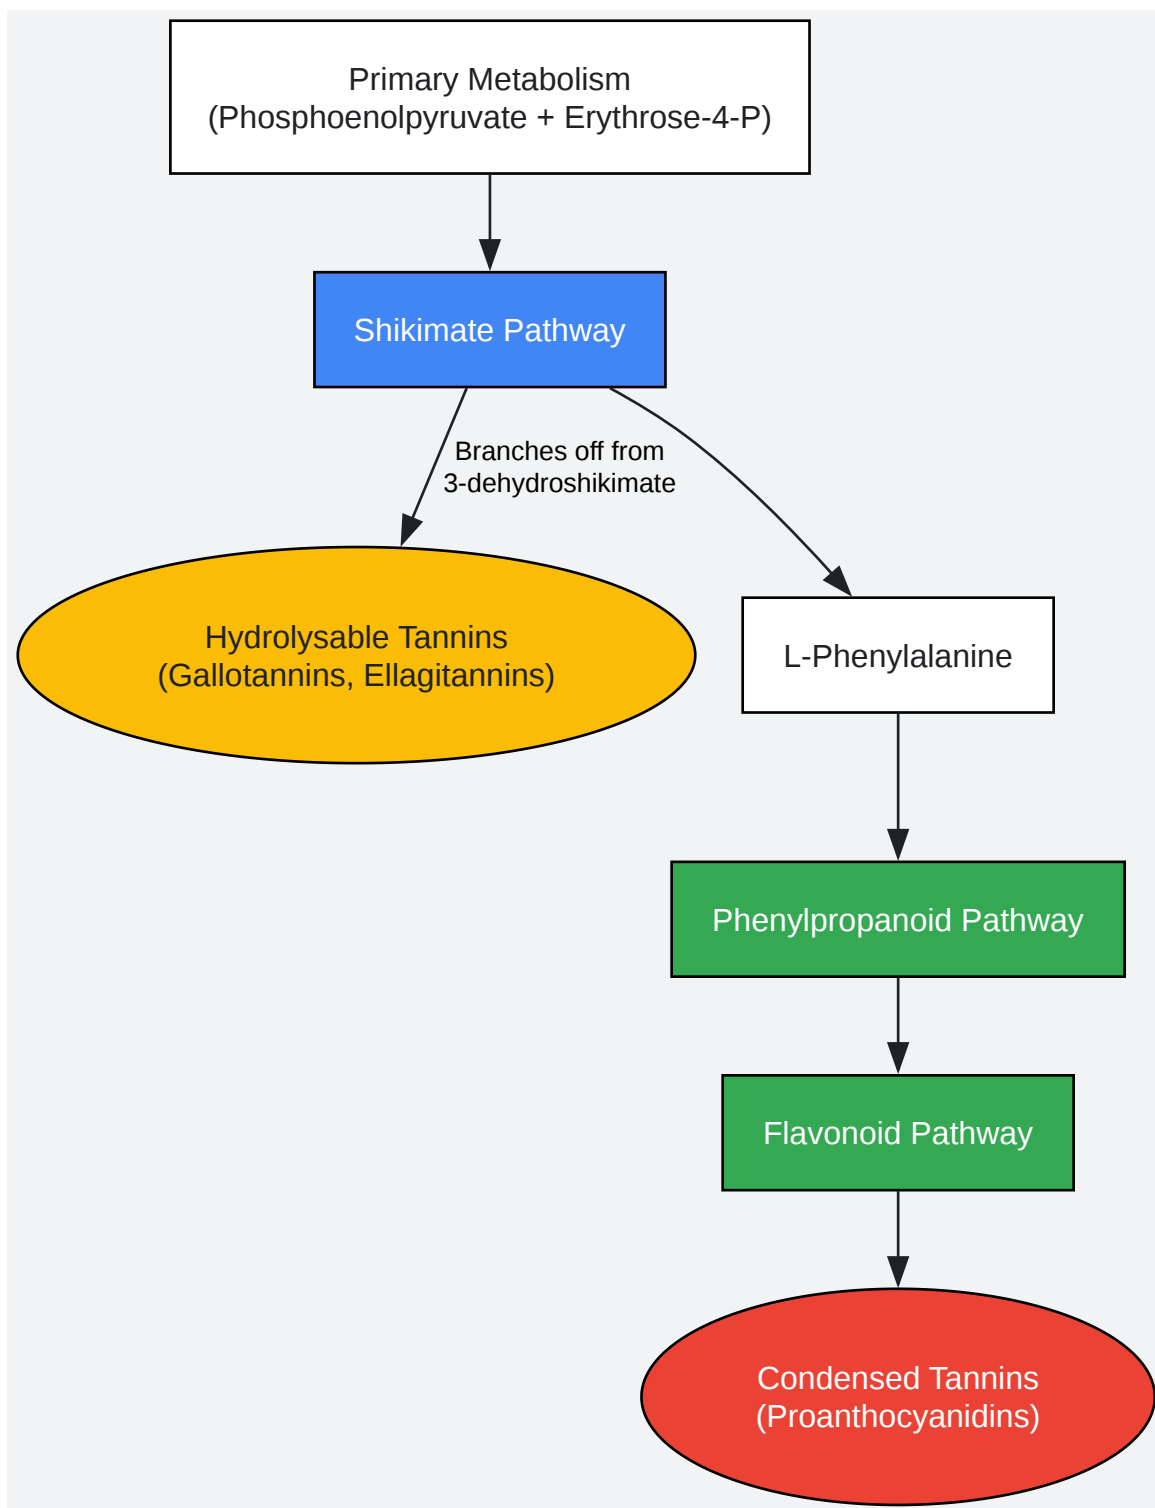 Primary Metabolism
(Phosphoenolpyruvate + Erythrose-4-P)
Shikimate Pathway
Branches off from
3-dehydroshikimate
Hydrolysable Tannins
(Gallotannins, Ellagitannins)
L-Phenylalanine
Phenylpropanoid Pathway
Flavonoid Pathway
Condensed Tannins
(Proanthocyanidins)